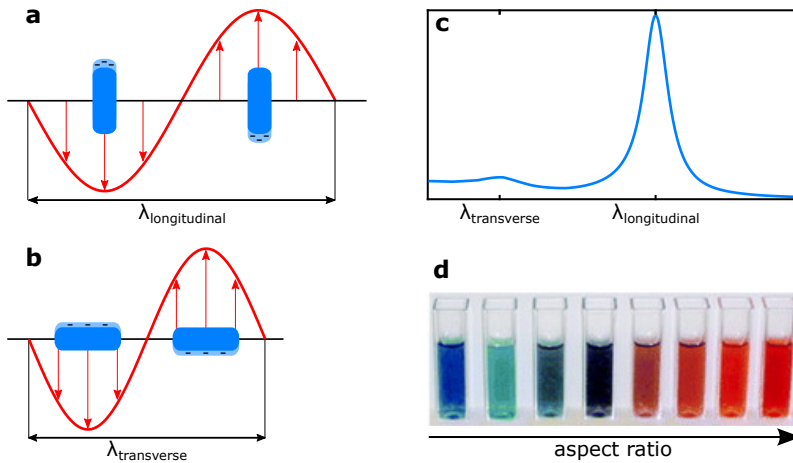 a
λlongitudinal
b
λtransverse
c
λtransverse
λlongitudinal
d
aspect ratio